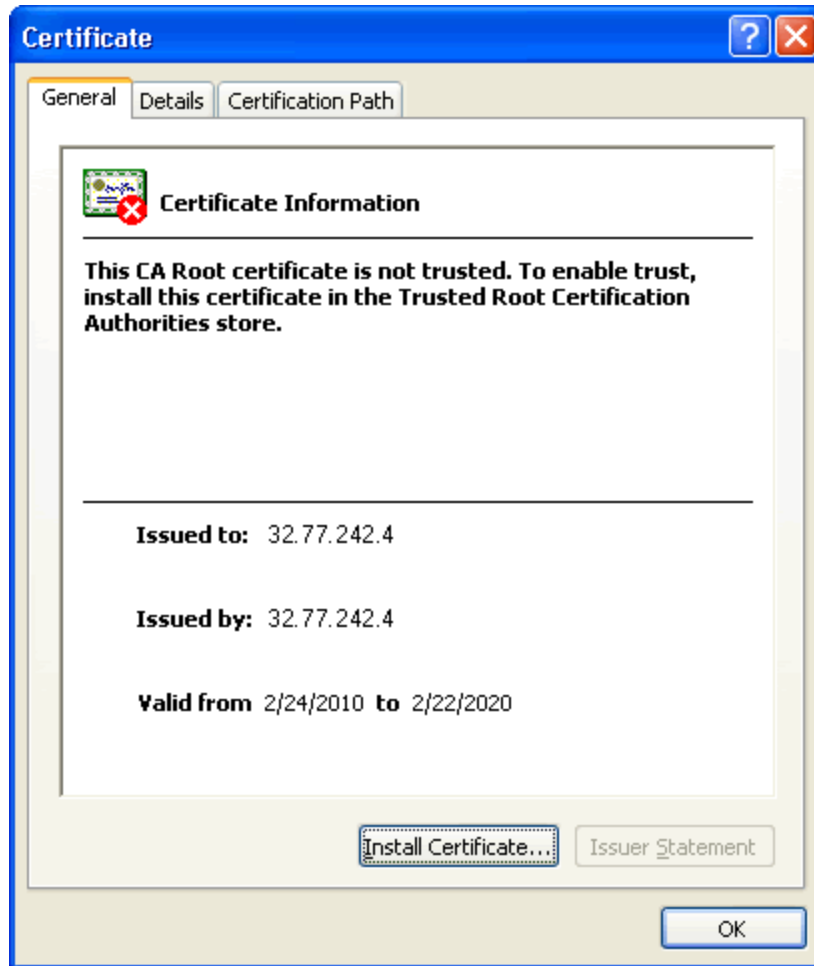 Certificate
General Details Certification Path
Certificate Information
This CA Root certificate is not trusted. To enable trust,
install this certificate in the Trusted Root Certification
Authorities store.
Issued to: 32.77.242.4
Issued by: 32.77.242.4
Valid from 2/24/2010 to 2/22/2020
Install Certificate... Issuer Statement
OK